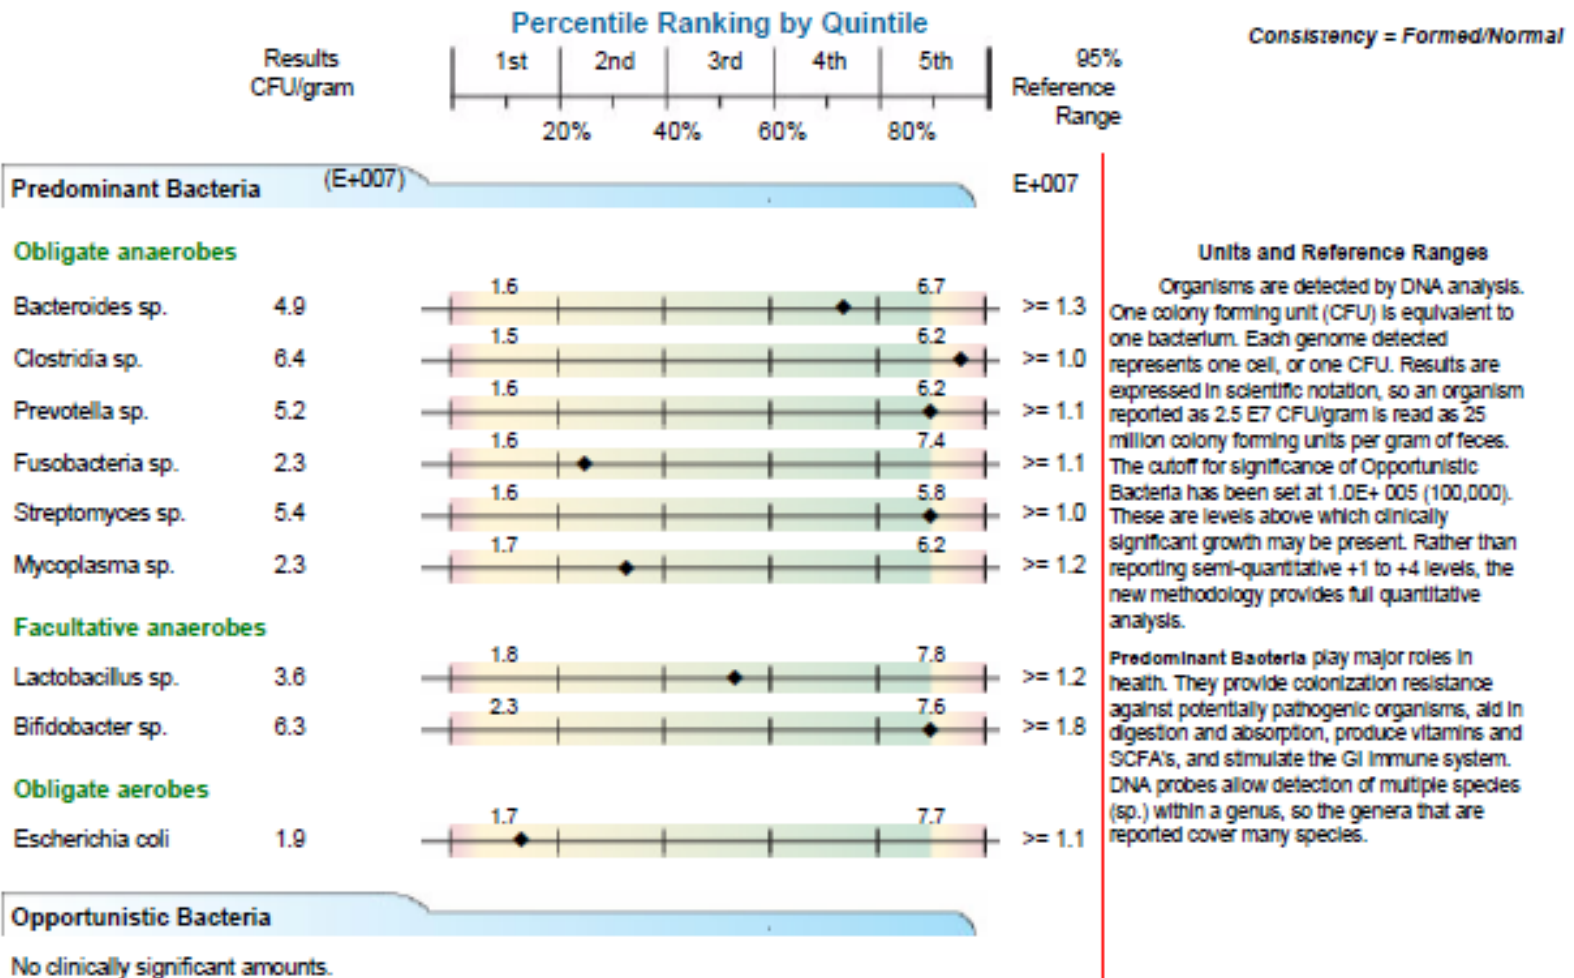 Percentile Ranking by Quintile
Consistency = Formed/Normal
Results
CFU/gram
1st 2nd 3rd 4th 5th
20% 40% 60% 80%
95%
Reference
Range
Predominant Bacteria (E+007) E+007
Obligate anaerobes
1.6 6.7
Bacteroides sp. 4.9 >= 1.3
1.5 6.2
Clostridia sp. 6.4 >= 1.0
1.6 6.2
Prevotella sp. 5.2 >= 1.1
1.6 7.4
Fusobacteria sp. 2.3 >= 1.1
1.6 5.8
Streptomyces sp. 5.4 >= 1.0
1.7 6.2
Mycoplasma sp. 2.3 >= 1.2
Facultative anaerobes
1.8 7.8
Lactobacillus sp. 3.6 >= 1.2
2.3 7.6
Bifidobacter sp. 6.3 >= 1.8
Obligate aerobes
1.7 7.7
Escherichia coli 1.9 >= 1.1
Opportunistic Bacteria
No clinically significant amounts.
Units and Reference Ranges
Organisms are detected by DNA analysis.
One colony forming unit (CFU) is equivalent to
one bacterium. Each genome detected
represents one cell, or one CFU. Results are
expressed in scientific notation, so an organism
reported as 2.5 E7 CFU/gram is read as 25
million colony forming units per gram of feces.
The cutoff for significance of Opportunistic
Bacteria has been set at 1.0E+ 005 (100,000).
These are levels above which clinically
significant growth may be present. Rather than
reporting semi-quantitative +1 to +4 levels, the
new methodology provides full quantitative
analysis.
Predominant Bacteria play major roles in
health. They provide colonization resistance
against potentially pathogenic organisms, aid in
digestion and absorption, produce vitamins and
SCFA's, and stimulate the GI immune system.
DNA probes allow detection of multiple species
(sp.) within a genus, so the genera that are
reported cover many species.